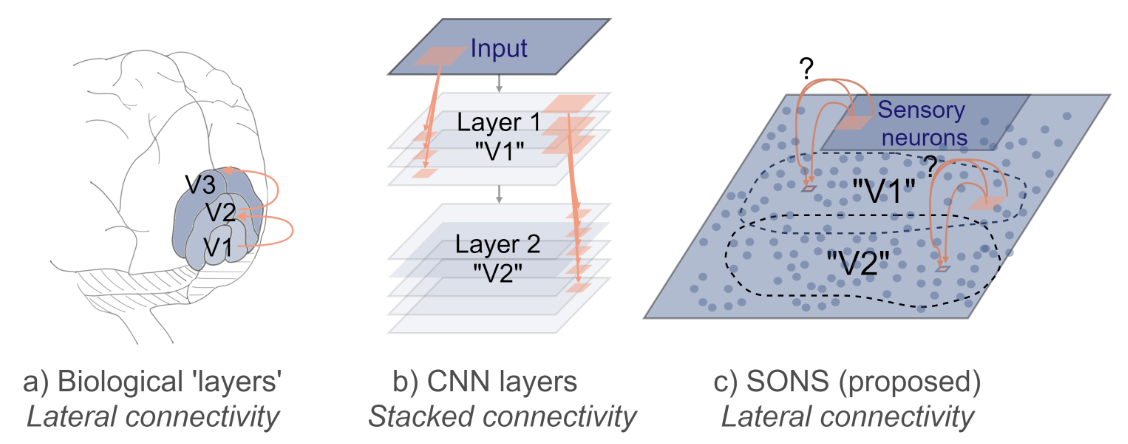 V3
V2
V1
a) Biological 'layers'
Lateral connectivity
Input
Layer 1
"V1"
Layer 2
"V2"
b) CNN layers
Stacked connectivity
?
Sensory
neurons
?
"V1"
"V2"
c) SONS (proposed)
Lateral connectivity